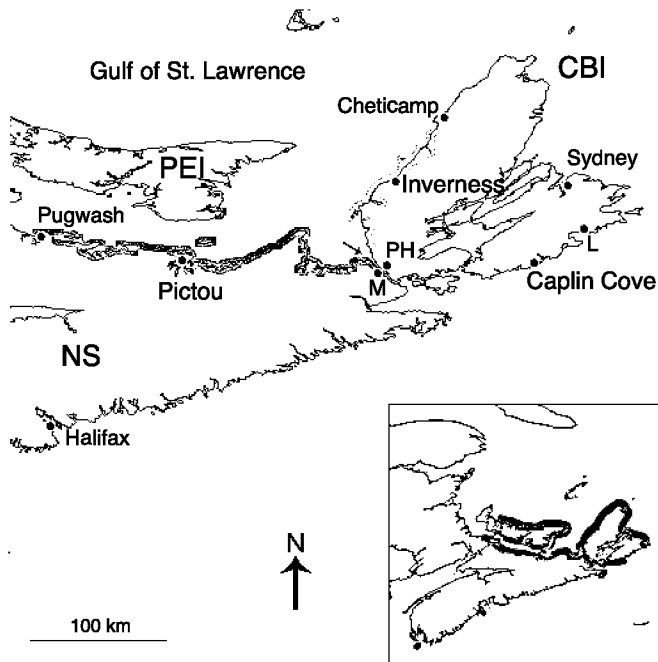 Gulf of St. Lawrence
CBI
Cheticamp
PEI
Sydney
Inverness
Pugwash
PH
L
M
Caplin Cove
Pictou
NS
Halifax
N
100 km